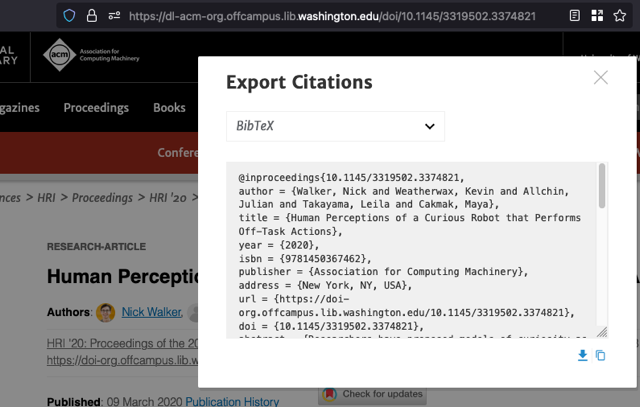 https://dl-acm-org.offcampus.lib.washington.edu/doi/10.1145/3319502.3374821
acm
Association for
Computing Machinery
Export Citations
gazines Proceedings Books
BibTeX
Confere
nces > HRI > Proceedings > HRI '20 >
@inproceedings{10.1145/3319502.3374821,
author = {Walker, Nick and Weatherwax, Kevin and Allchin,
Julian and Takayama, Leila and Cakmak, Maya},
title = {Human Perceptions of a Curious Robot that Performs
Off-Task Actions},
year = {2020},
isbn = {9781450367462},
publisher = {Association for Computing Machinery},
address = {New York, NY, USA},
url = {https://doi-
org.offcampus.lib.washington.edu/10.1145/3319502.3374821},
doi = {10.1145/3319502.3374821},
RESEARCH-ARTICLE
Human Perceptio
Authors: Nick Walker,
HRI '20: Proceedings of the 20
https://doi-org.offcampus.lib.w
Published: 09 March 2020 Publication History
Check for updates